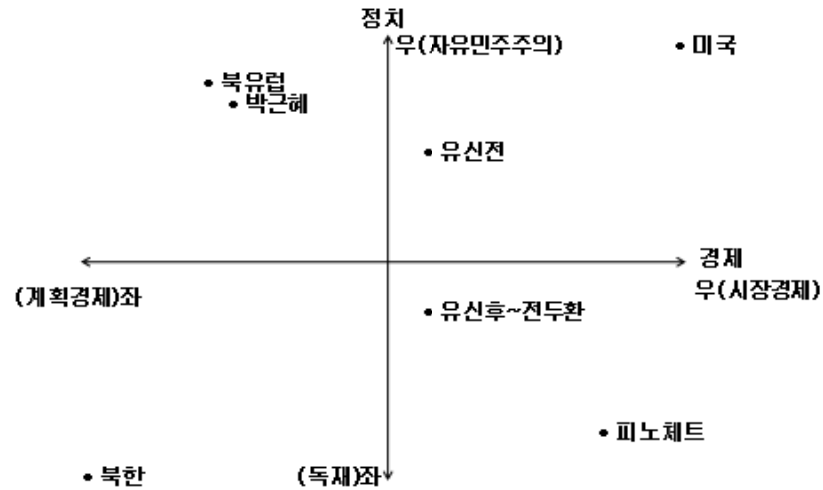 정치
우(자유민주주의)
미국
북유럽
박근혜
유신전
경제
(계획경제)좌
우(시장경제)
유신후~전두환
피노체트
북한
(독재)좌